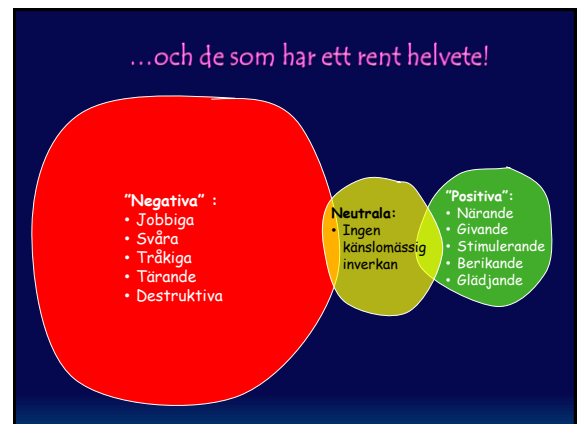 ...och de som har ett rent helvete!
"Negativa" :
• Jobbiga
• Svåra
• Tråkiga
• Tärande
• Destruktiva
Neutrala:
• Ingen
känslomässig
inverkan
"Positiva":
• Närande
• Givande
• Stimulerande
• Berikande
• Glädjande